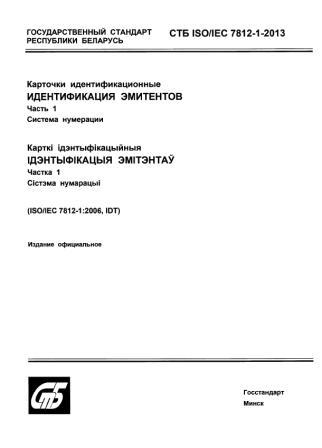 ГОСУДАРСТВЕННЫЙ СТАНДАРТ
РЕСПУБЛИКИ БЕЛАРУСЬ
СТБ ISO/IEC 7812-1-2013
Карточки идентификационные
ИДЕНТИФИКАЦИЯ ЭМИТЕНТОВ
Часть 1
Система нумерации
Карткі ідэнтыфікацыйныя
ІДЭНТЫФІКАЦЫЯ ЭМІТЭНТАЎ
Частка 1
Сістэма нумарацыі
(ISO/IEC 7812-1:2006, IDT)
Издание официальное
СТБ
Госстандарт
Минск